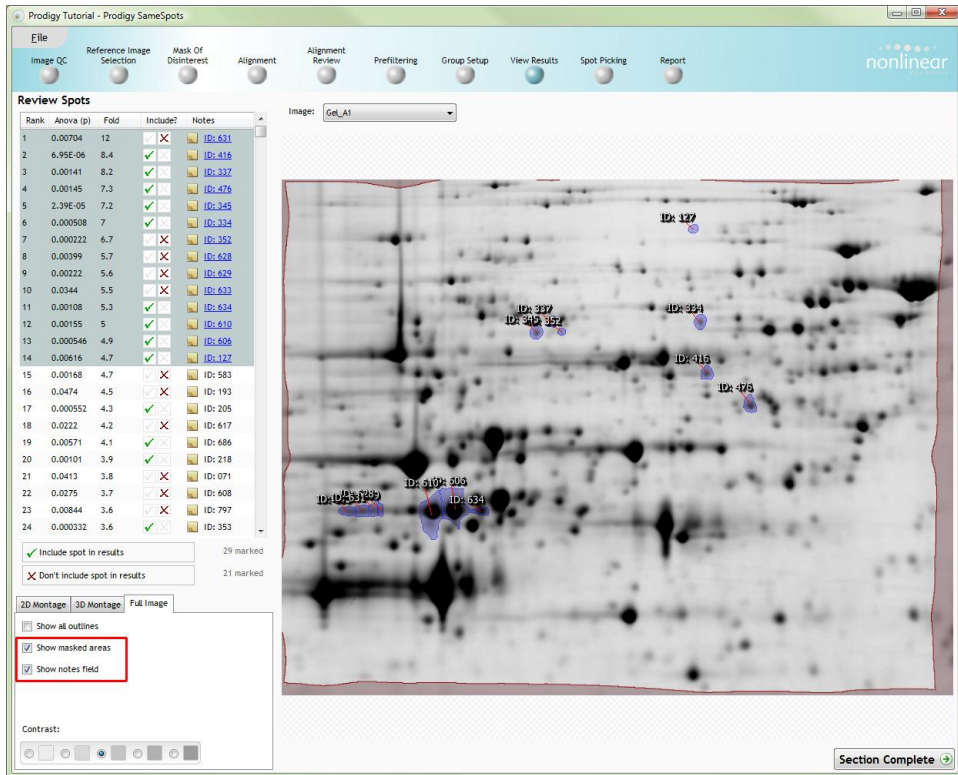 Prodigy Tutorial - Prodigy SameSpots
File
Image QC
Reference Image Selection
Mask Of Disinterest
Alignment
Alignment Review
Prefiltering
Group Setup
View Results
Spot Picking
Report
nonlinear
DYNAMICS
Review Spots
Image: Gel_A1
Rank Anova (p) Fold Include? Notes
1 0.00704 12 ID: 631
2 6.95E-06 8.4 ID: 416
3 0.00141 8.2 ID: 337
4 0.00145 7.3 ID: 476
5 2.39E-05 7.2 ID: 345
6 0.000508 7 ID: 334
7 0.000222 6.7 ID: 352
8 0.00399 5.7 ID: 628
9 0.00222 5.6 ID: 629
10 0.0344 5.5 ID: 633
11 0.00108 5.3 ID: 634
12 0.00155 5 ID: 610
13 0.000546 4.9 ID: 606
14 0.00616 4.7 ID: 127
15 0.00168 4.7 ID: 583
16 0.0474 4.5 ID: 193
17 0.000552 4.3 ID: 205
18 0.0222 4.2 ID: 617
19 0.00571 4.1 ID: 686
20 0.00101 3.9 ID: 218
21 0.0413 3.8 ID: 071
22 0.0275 3.7 ID: 608
23 0.00844 3.6 ID: 797
24 0.000332 3.6 ID: 353
Include spot in results 29 marked
Don't include spot in results 21 marked
2D Montage 3D Montage Full Image
Show all outlines
Show masked areas
Show notes field
Contrast:
ID: 127
ID: 337
ID: 345 352
ID: 334
ID: 416
ID: 476
ID: 610 606
ID: 631
ID: 634
Section Complete